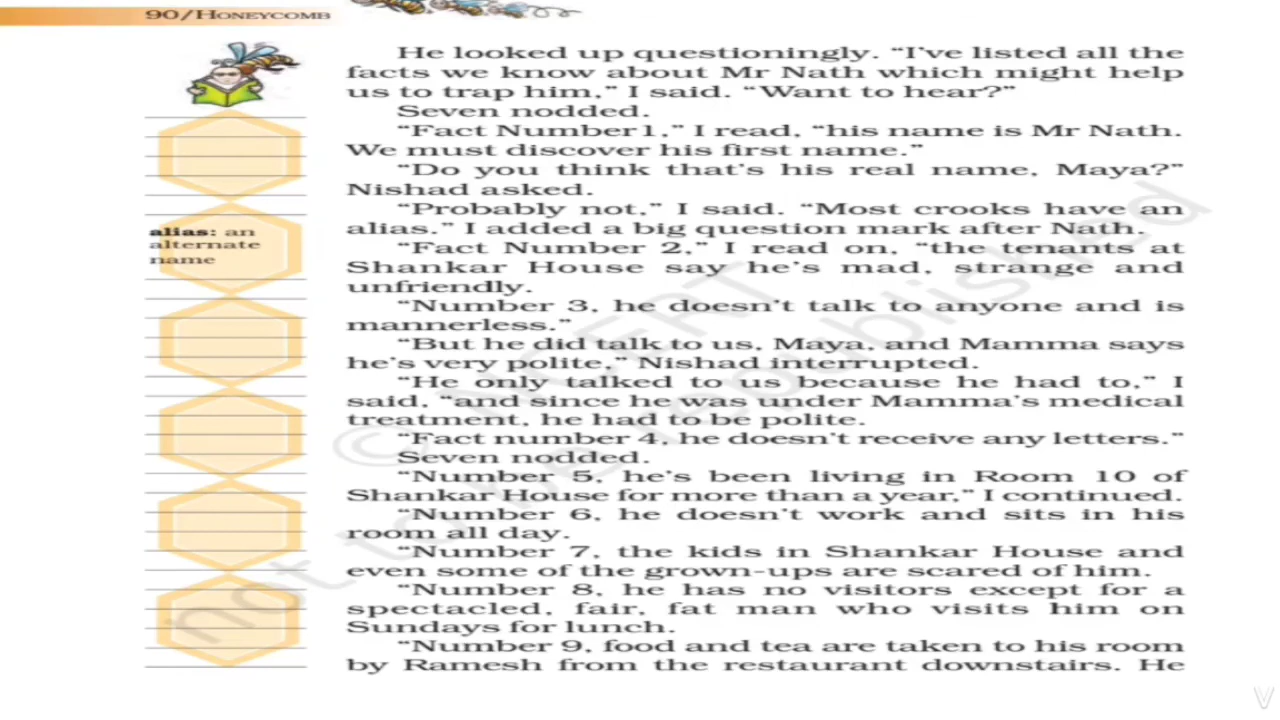 90/HONEYCOMB
He looked up questioningly. “I’ve listed all the
facts we know about Mr Nath which might help
us to trap him,” I said. “Want to hear?”
Seven nodded.
“Fact Number1,” I read, “his name is Mr Nath.
We must discover his first name.”
“Do you think that’s his real name, Maya?”
Nishad asked.
“Probably not,” I said. “Most crooks have an
alias.” I added a big question mark after Nath.
alias: an
alternate
name
“Fact Number 2,” I read on, “the tenants at
Shankar House say he’s mad, strange and
unfriendly.
“Number 3, he doesn’t talk to anyone and is
mannerless.”
“But he did talk to us, Maya, and Mamma says
he’s very polite,” Nishad interrupted.
“He only talked to us because he had to,” I
said, “and since he was under Mamma’s medical
treatment, he had to be polite.
“Fact number 4, he doesn’t receive any letters.”
Seven nodded.
“Number 5, he’s been living in Room 10 of
Shankar House for more than a year,” I continued.
“Number 6, he doesn’t work and sits in his
room all day.
“Number 7, the kids in Shankar House and
even some of the grown-ups are scared of him.
“Number 8, he has no visitors except for a
spectacled, fair, fat man who visits him on
Sundays for lunch.
“Number 9, food and tea are taken to his room
by Ramesh from the restaurant downstairs. He
© NCERT
not to be republished
V